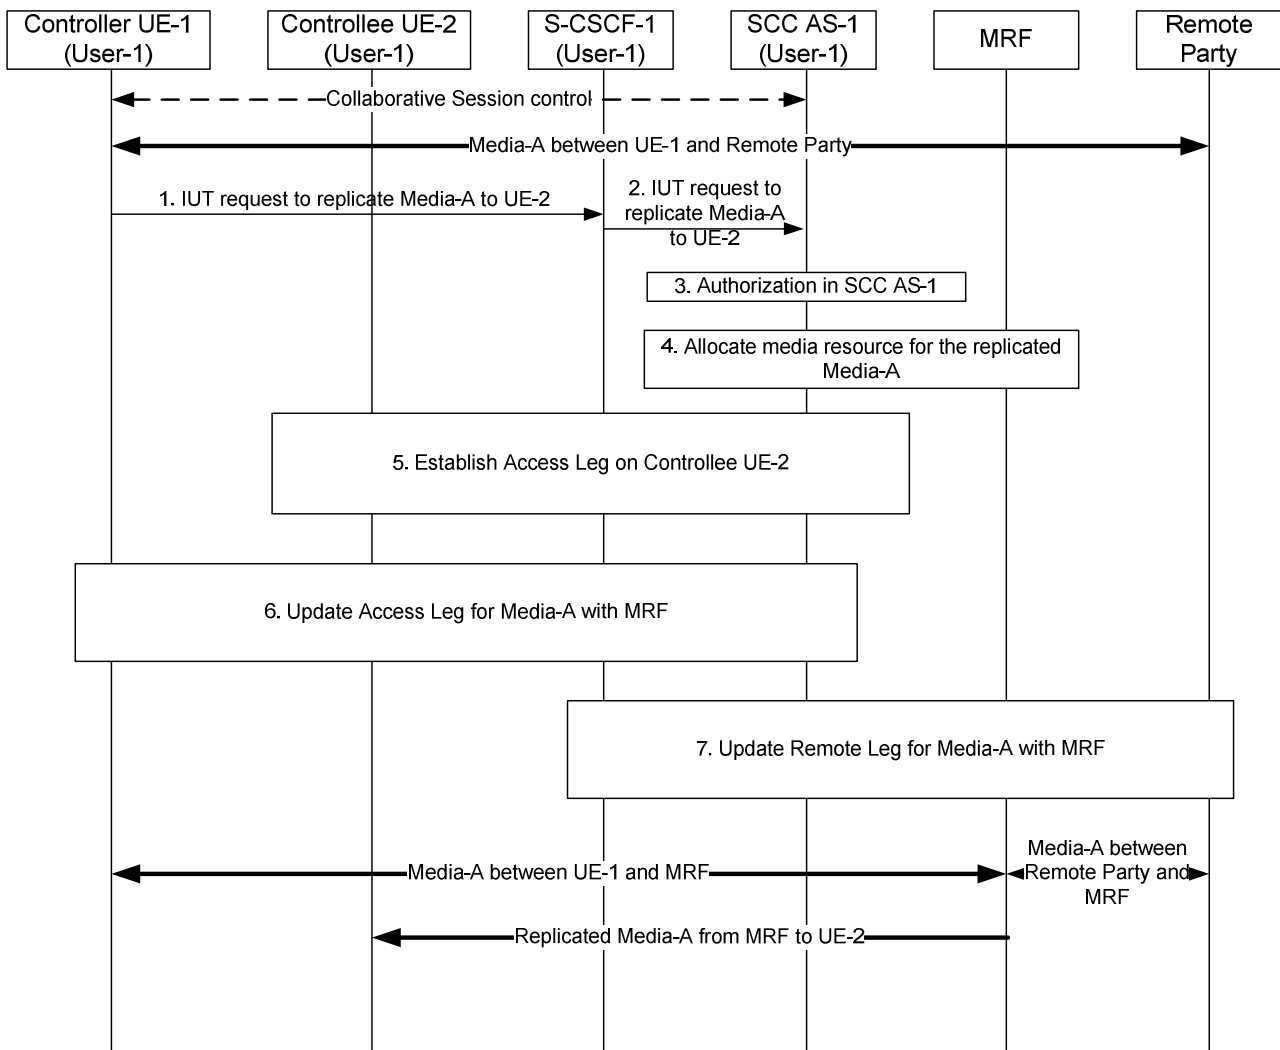 Controller UE-1
(User-1)
Controllee UE-2
(User-1)
S-CSCF-1
(User-1)
SCC AS-1
(User-1)
MRF
Remote
Party
Collaborative Session control
Media-A between UE-1 and Remote Party
1. IUT request to replicate Media-A to UE-2
2. IUT request to
replicate Media-A
to UE-2
3. Authorization in SCC AS-1
4. Allocate media resource for the replicated
Media-A
5. Establish Access Leg on Controllee UE-2
6. Update Access Leg for Media-A with MRF
7. Update Remote Leg for Media-A with MRF
Media-A between UE-1 and MRF
Media-A between
Remote Party and
MRF
Replicated Media-A from MRF to UE-2